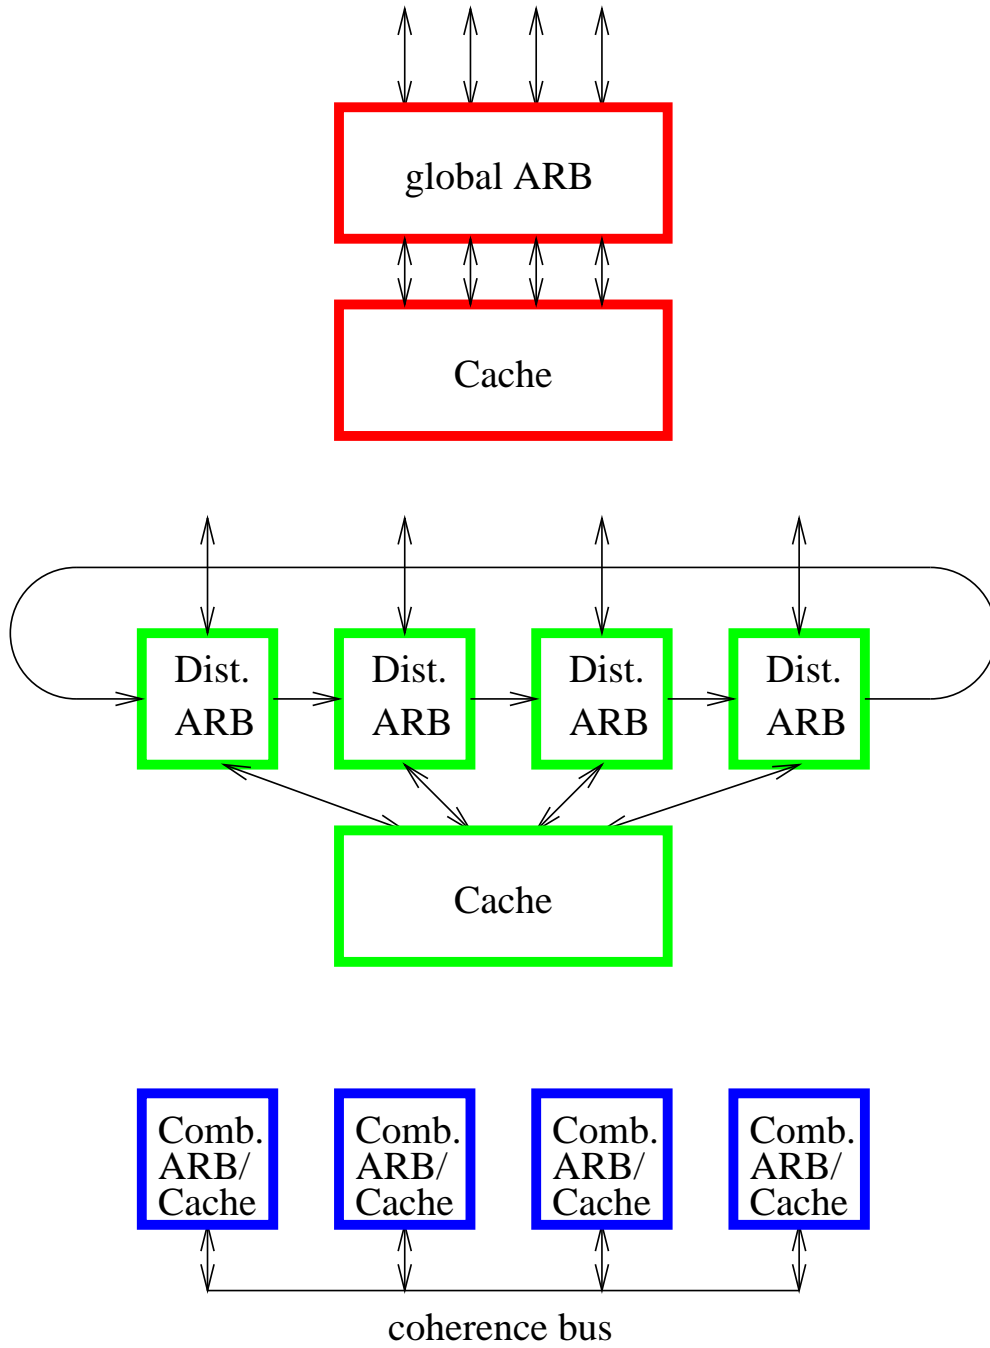 global ARB
Cache
Dist. Dist. Dist. Dist.
ARB ARB ARB ARB
Cache
Comb. Comb. Comb. Comb.
ARB/ ARB/ ARB/ ARB/
Cache Cache Cache Cache
coherence bus